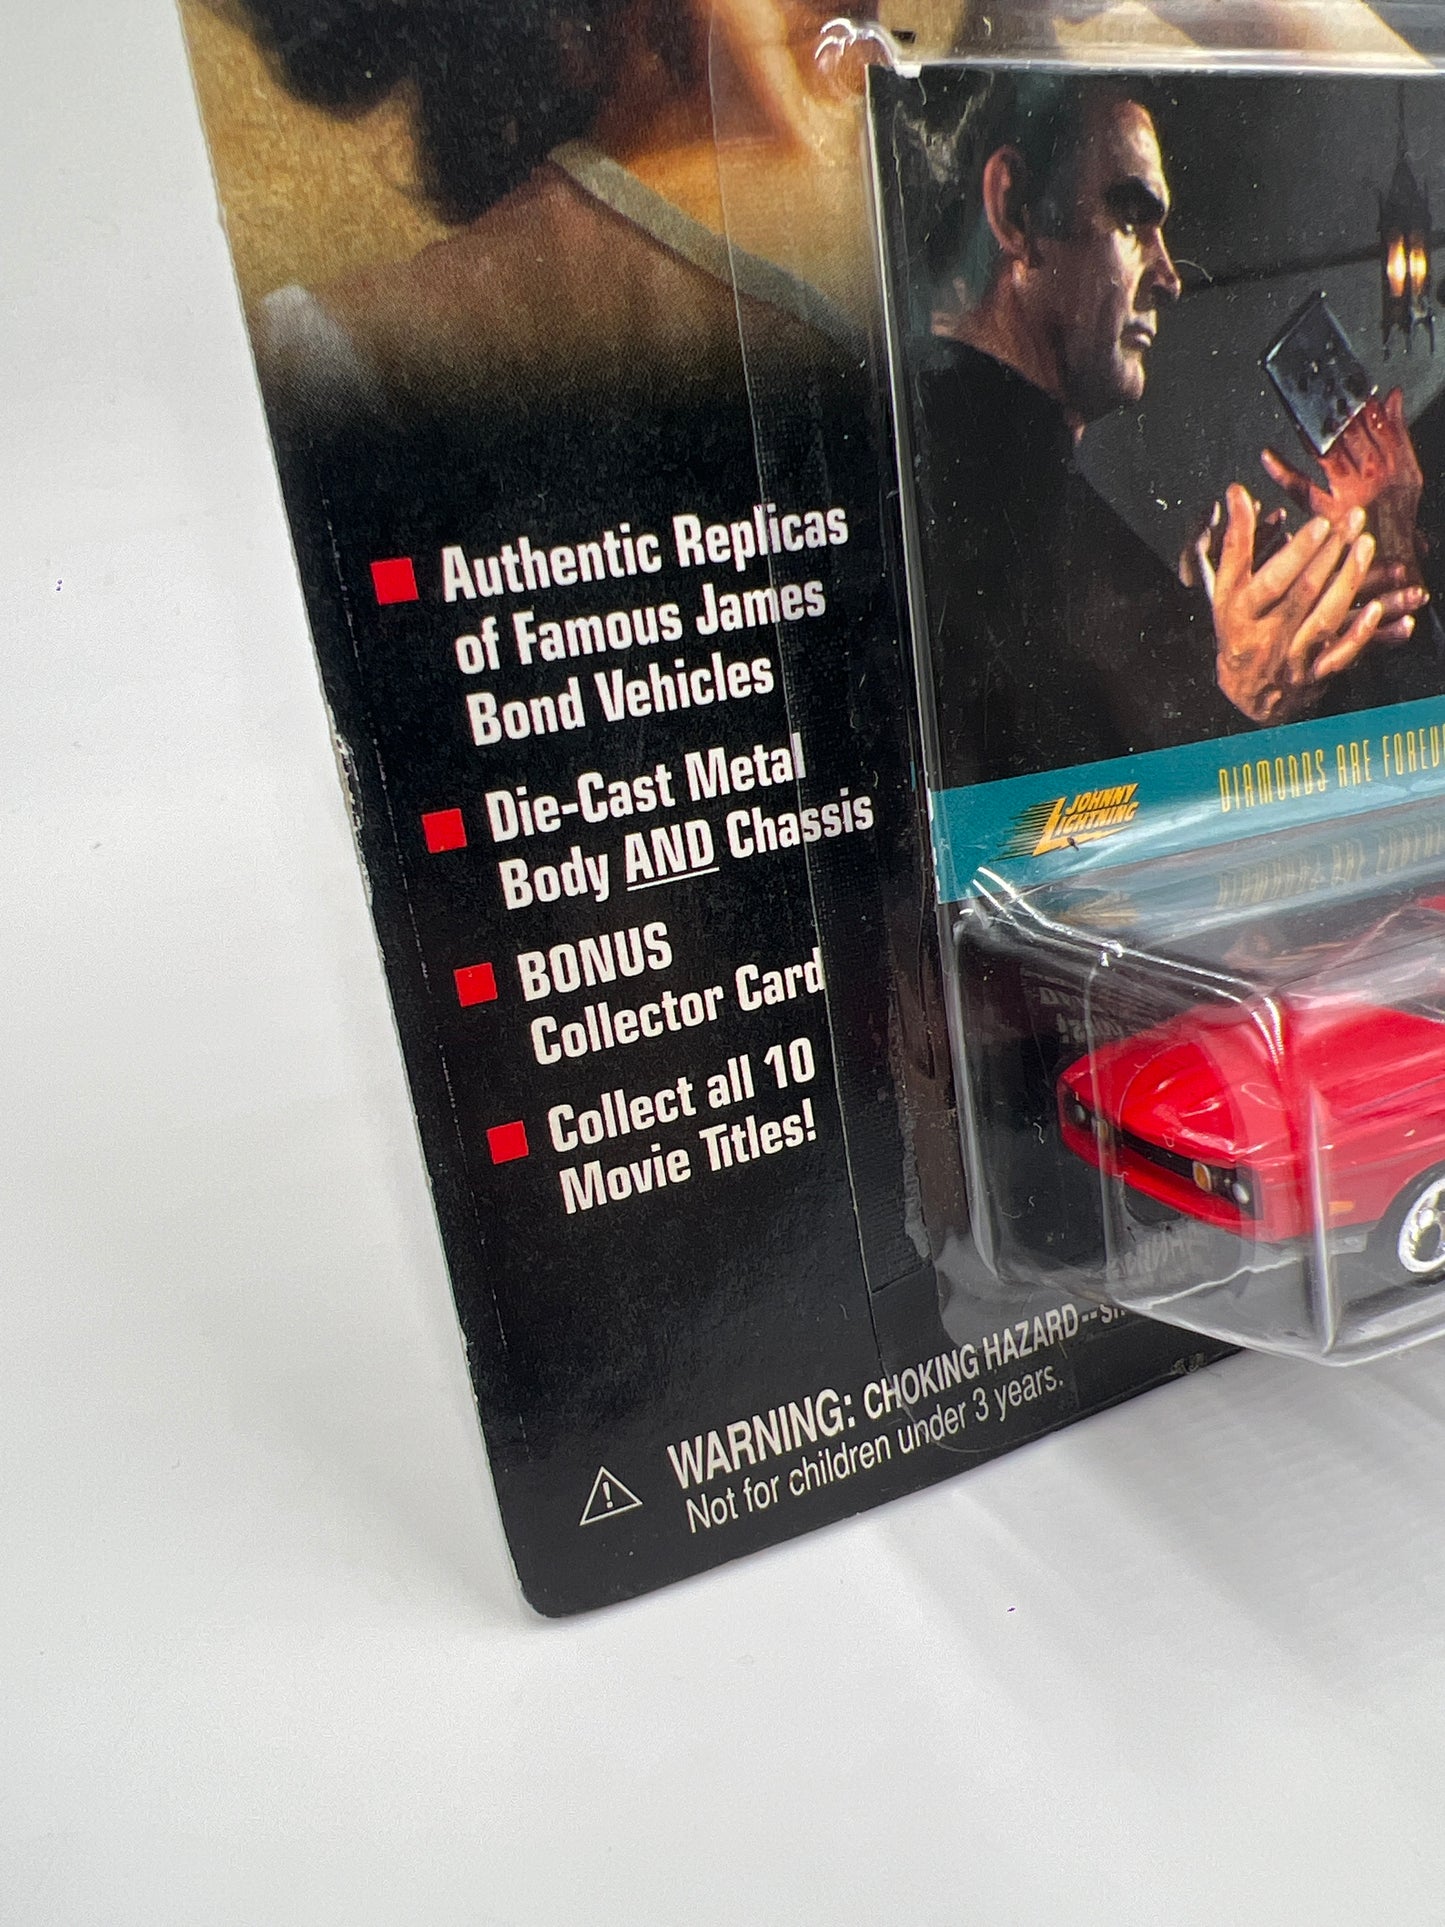 Authentic Replicas
of Famous James
Bond Vehicles
Die-Cast Metal
Body AND Chassis
BONUS
Collector Card
Collect all 10
Movie Titles!
JOHNNY
LIGHTNING
DIAMONDS ARE
WARNING: CHOKING HAZARD--
Not for children under 3 years.